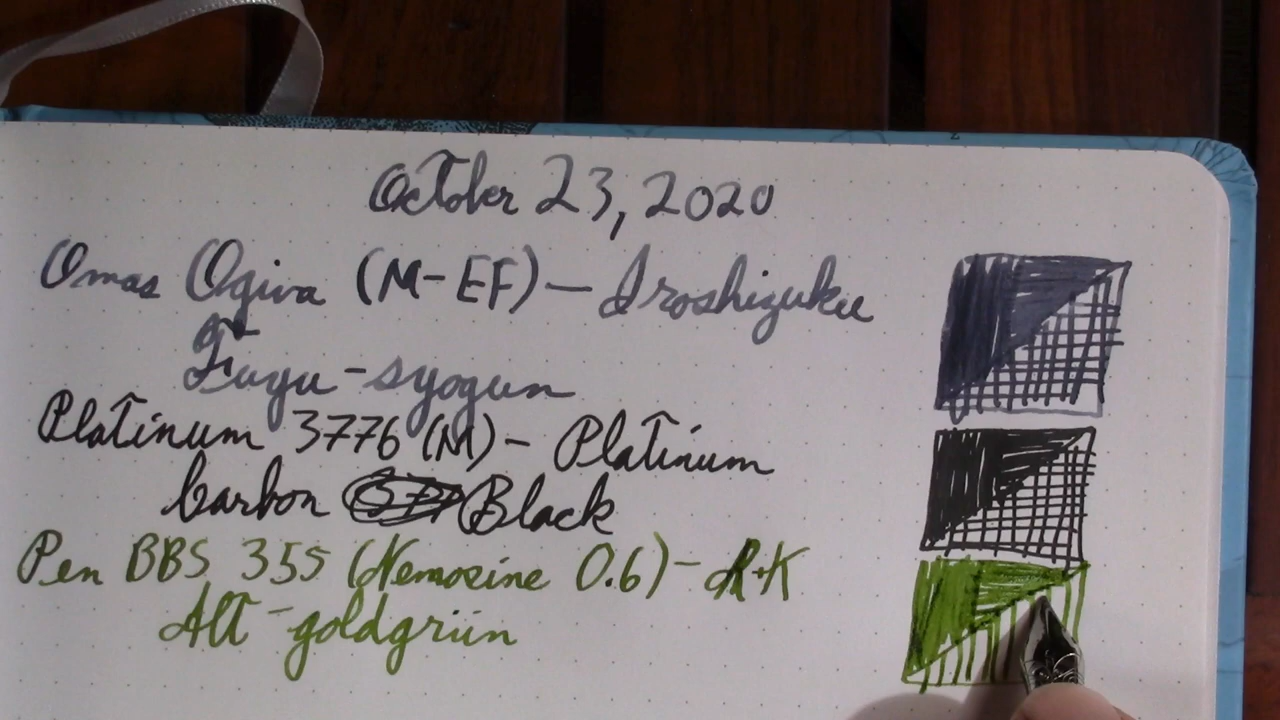 October 23, 2020
Omas Ogiva (M-EF) — Iroshizuku
Fuyu-syogun
Platinum 3776 (M) - Platinum
Carbon Black
Pen BBS 355 (Nemosine 0.6) - R+K
Alt-goldgrün